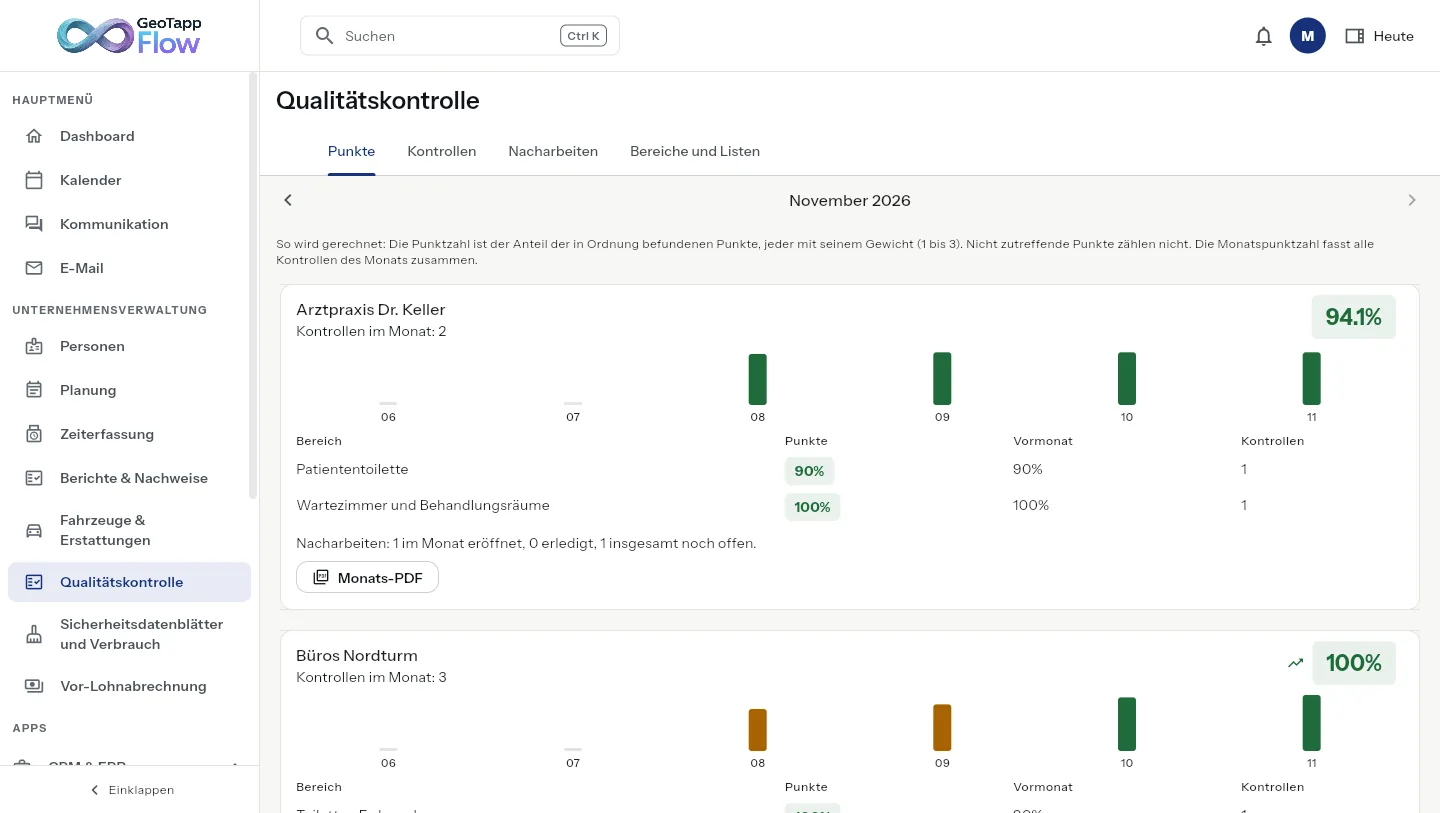 GeoTapp
Flow
Suchen
Ctrl K
M
Heute
HAUPTMENÜ
Dashboard
Kalender
Kommunikation
E-Mail
UNTERNEHMENSVERWALTUNG
Personen
Planung
Zeiterfassung
Berichte & Nachweise
Fahrzeuge &
Erstattungen
Qualitätskontrolle
Sicherheitsdatenblätter
und Verbrauch
Vor-Lohnabrechnung
APPS
CRM & ERP
Einklappen
Qualitätskontrolle
Punkte
Kontrollen
Nacharbeiten
Bereiche und Listen
November 2026
So wird gerechnet: Die Punktzahl ist der Anteil der in Ordnung befundenen Punkte, jeder mit seinem Gewicht (1 bis 3). Nicht zutreffende Punkte zählen nicht. Die Monatspunktzahl fasst alle
Kontrollen des Monats zusammen.
Arztpraxis Dr. Keller
94.1%
Kontrollen im Monat: 2
06 07 08 09 10 11
Bereich Punkte Vormonat Kontrollen
Patiententoilette 90% 90% 1
Wartezimmer und Behandlungsräume 100% 100% 1
Nacharbeiten: 1 im Monat eröffnet, 0 erledigt, 1 insgesamt noch offen.
Monats-PDF
Büros Nordturm
100%
Kontrollen im Monat: 3
06 07 08 09 10 11
Bereich Punkte Vormonat Kontrollen